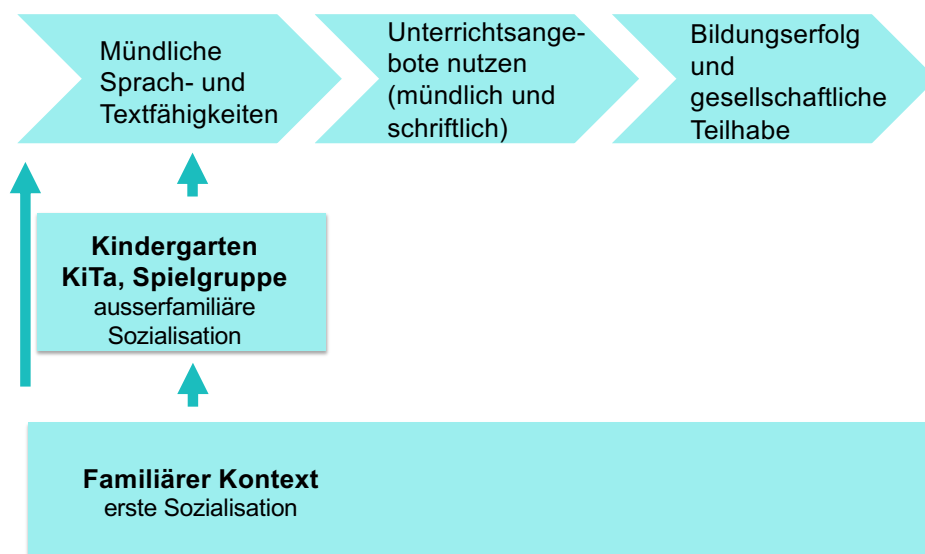 Mündliche
Sprach- und
Textfähigkeiten
Unterrichtsange-
bote nutzen
(mündlich und
schriftlich)
Bildungserfolg
und
gesellschaftliche
Teilhabe
Kindergarten
KiTa, Spielgruppe
ausserfamiliäre
Sozialisation
Familiärer Kontext
erste Sozialisation